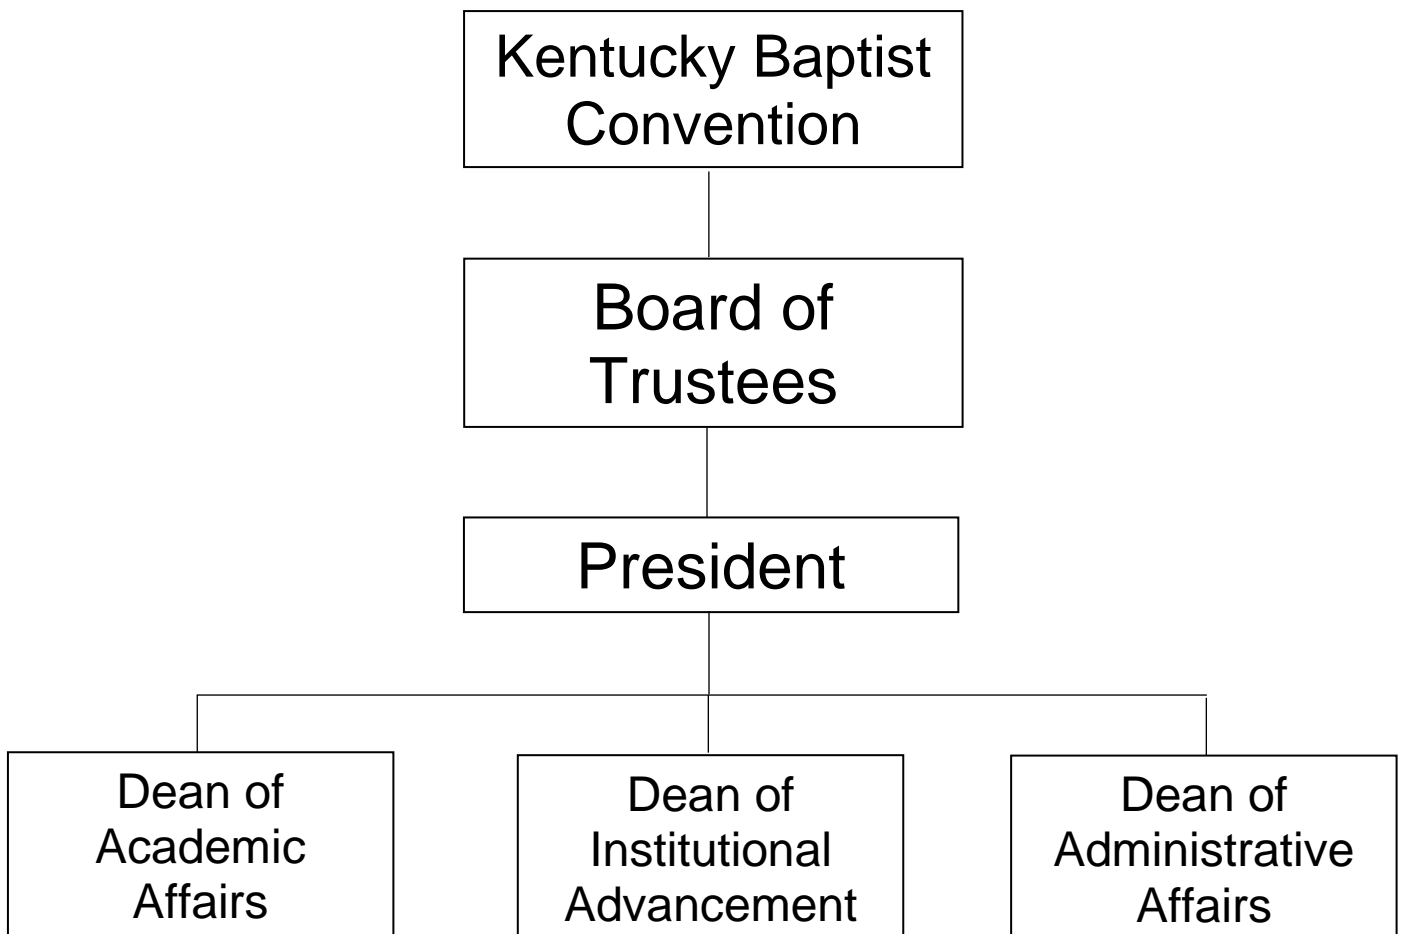 Kentucky Baptist
Convention
Board of
Trustees
President
Dean of
Academic
Affairs
Dean of
Institutional
Advancement
Dean of
Administrative
Affairs